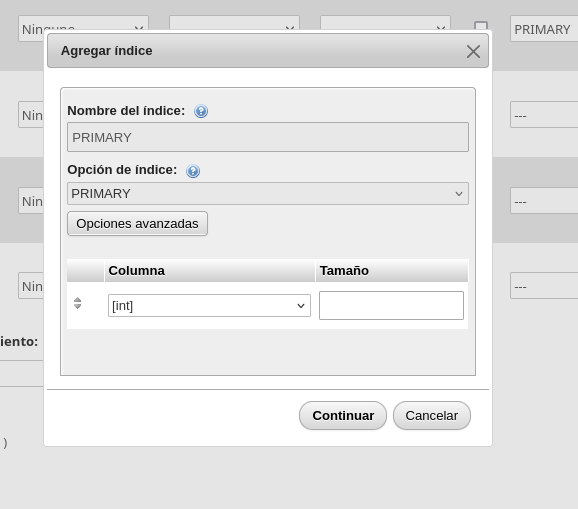 Ninguno
PRIMARY
Agregar índice
Nombre del índice:
PRIMARY
Nin
---
Opción de índice:
PRIMARY
Nin
---
Opciones avanzadas
Columna Tamaño
[int]
Nin
---
iento:
Continuar Cancelar
)